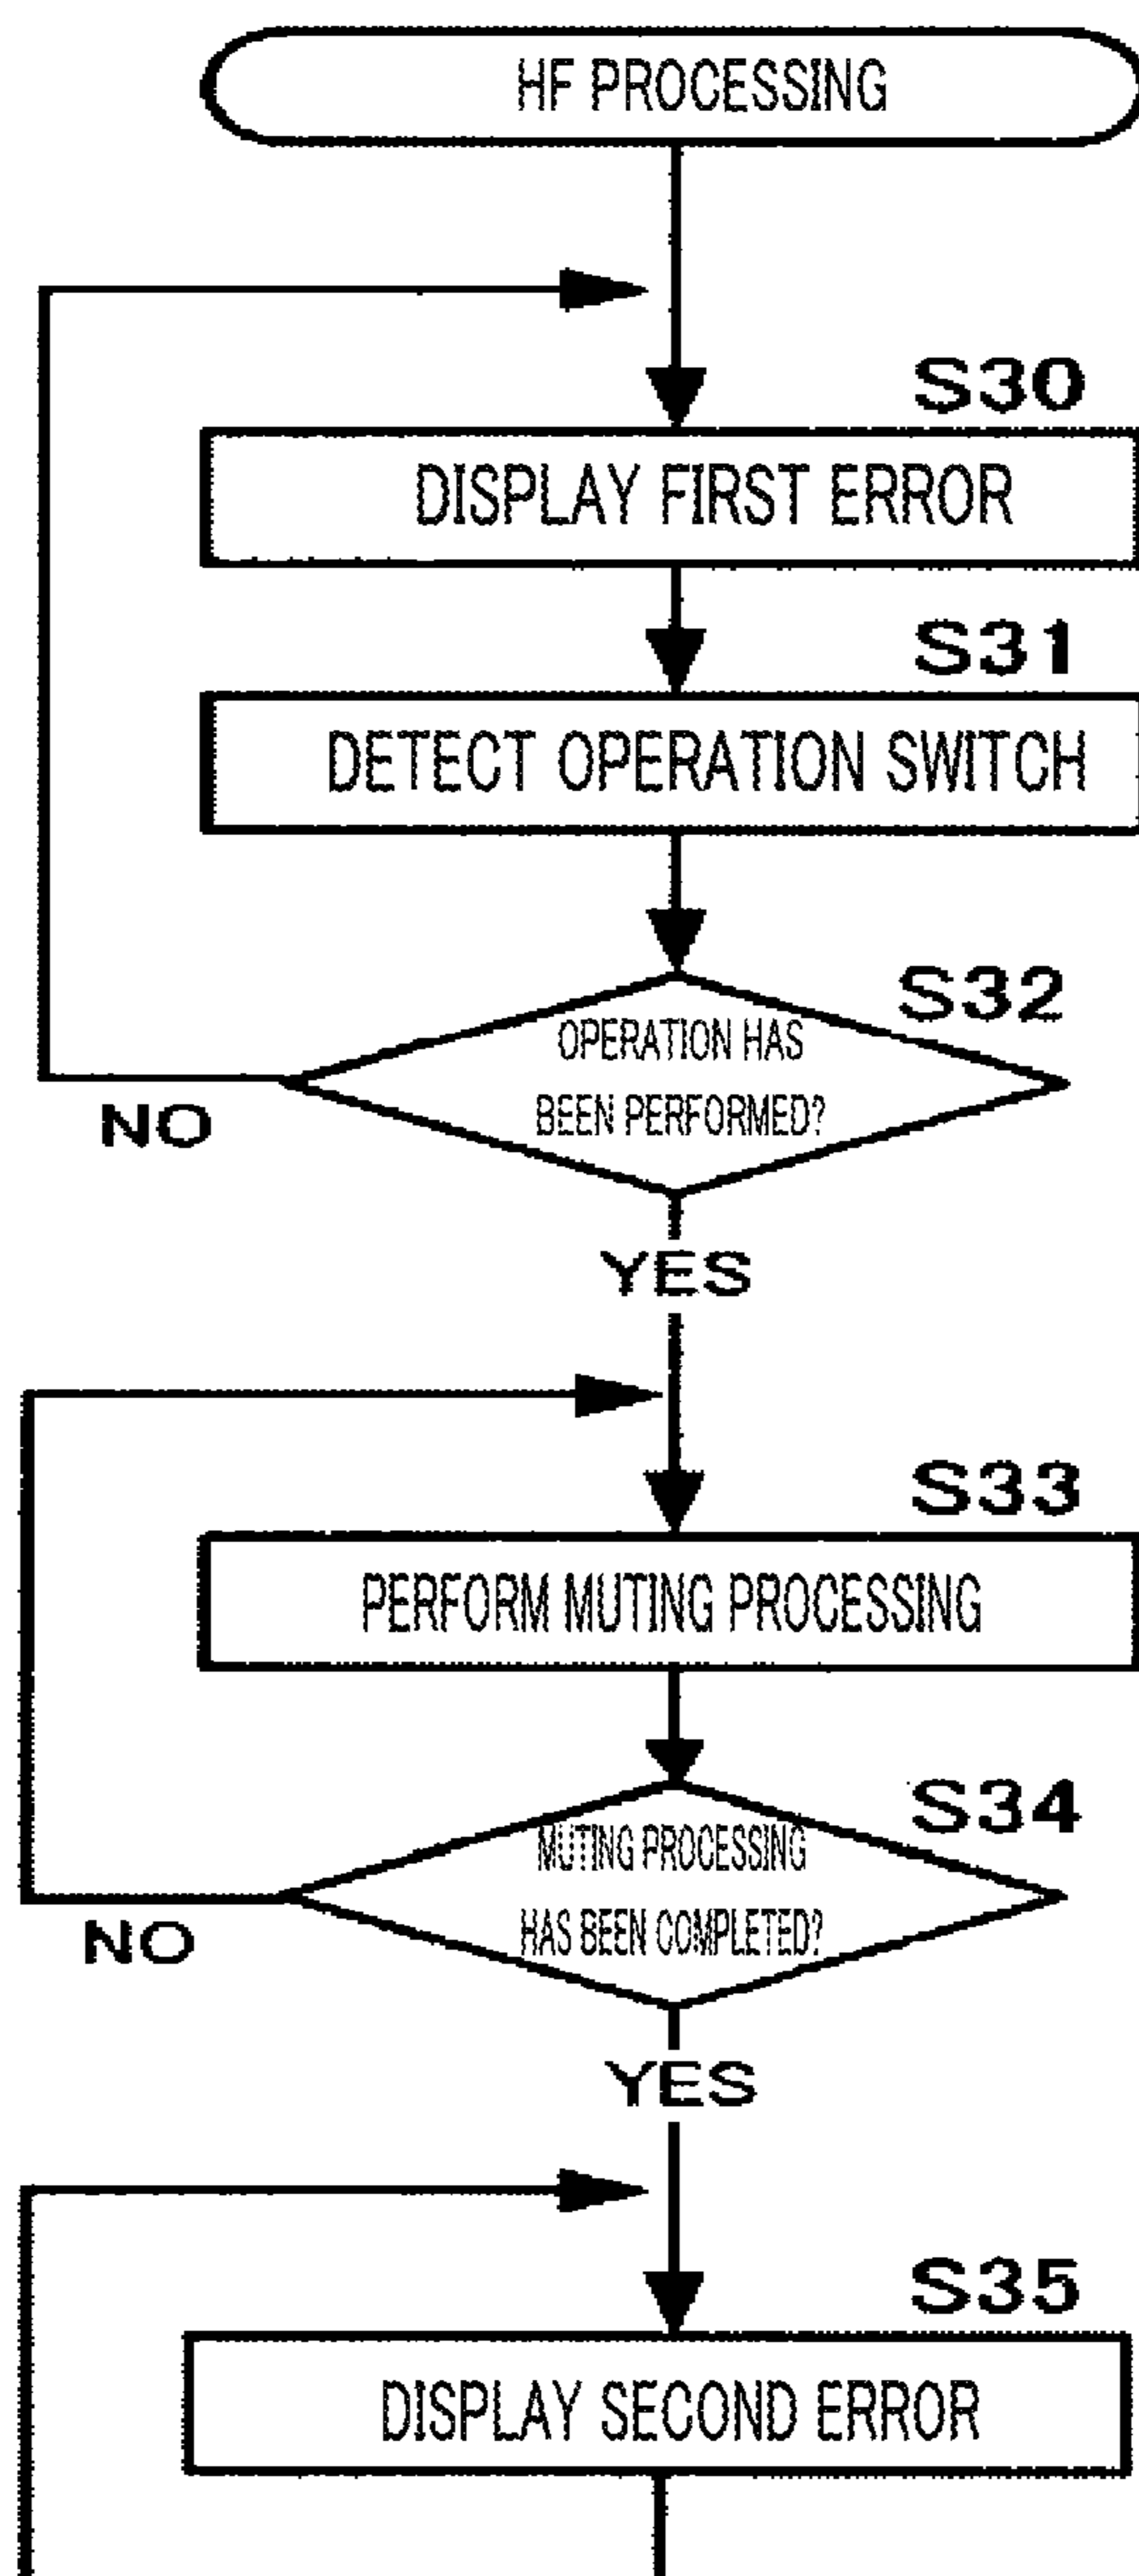 HF PROCESSING
S30
DISPLAY FIRST ERROR
S31
DETECT OPERATION SWITCH
S32
OPERATION HAS
BEEN PERFORMED?
NO
YES
S33
PERFORM MUTING PROCESSING
S34
MUTING PROCESSING
HAS BEEN COMPLETED?
NO
YES
S35
DISPLAY SECOND ERROR